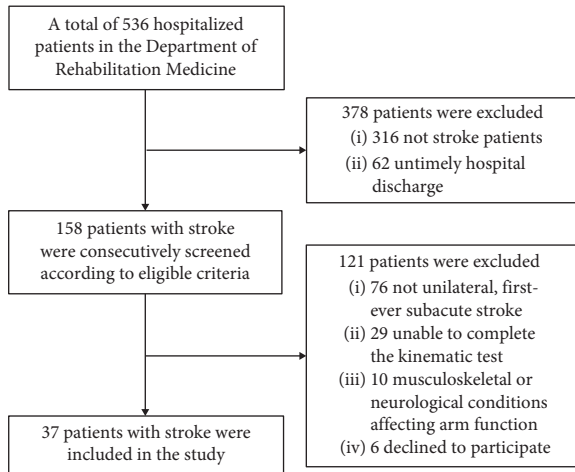 A total of 536 hospitalized
patients in the Department of
Rehabilitation Medicine
378 patients were excluded
(i) 316 not stroke patients
(ii) 62 untimely hospital
discharge
158 patients with stroke
were consecutively screened
according to eligible criteria
121 patients were excluded
(i) 76 not unilateral, first-
ever subacute stroke
(ii) 29 unable to complete
the kinematic test
(iii) 10 musculoskeletal or
neurological conditions
affecting arm function
(iv) 6 declined to participate
37 patients with stroke were
included in the study